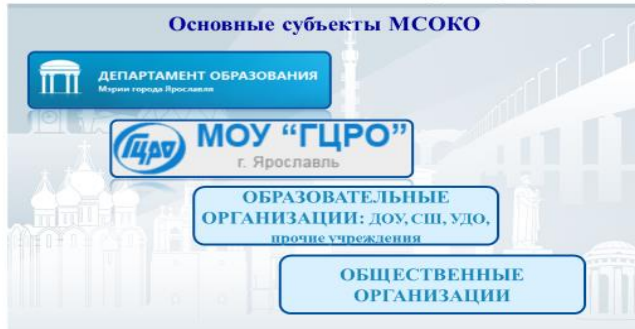 Основные субъекты МСОКО
ДЕПАРТАМЕНТ ОБРАЗОВАНИЯ
Мэрии города Ярославля
ГЦРО МОУ “ГЦРО”
г. Ярославль
ОБРАЗОВАТЕЛЬНЫЕ
ОРГАНИЗАЦИИ: ДОУ, СШ, УДО,
прочие учреждения
ОБЩЕСТВЕННЫЕ
ОРГАНИЗАЦИИ